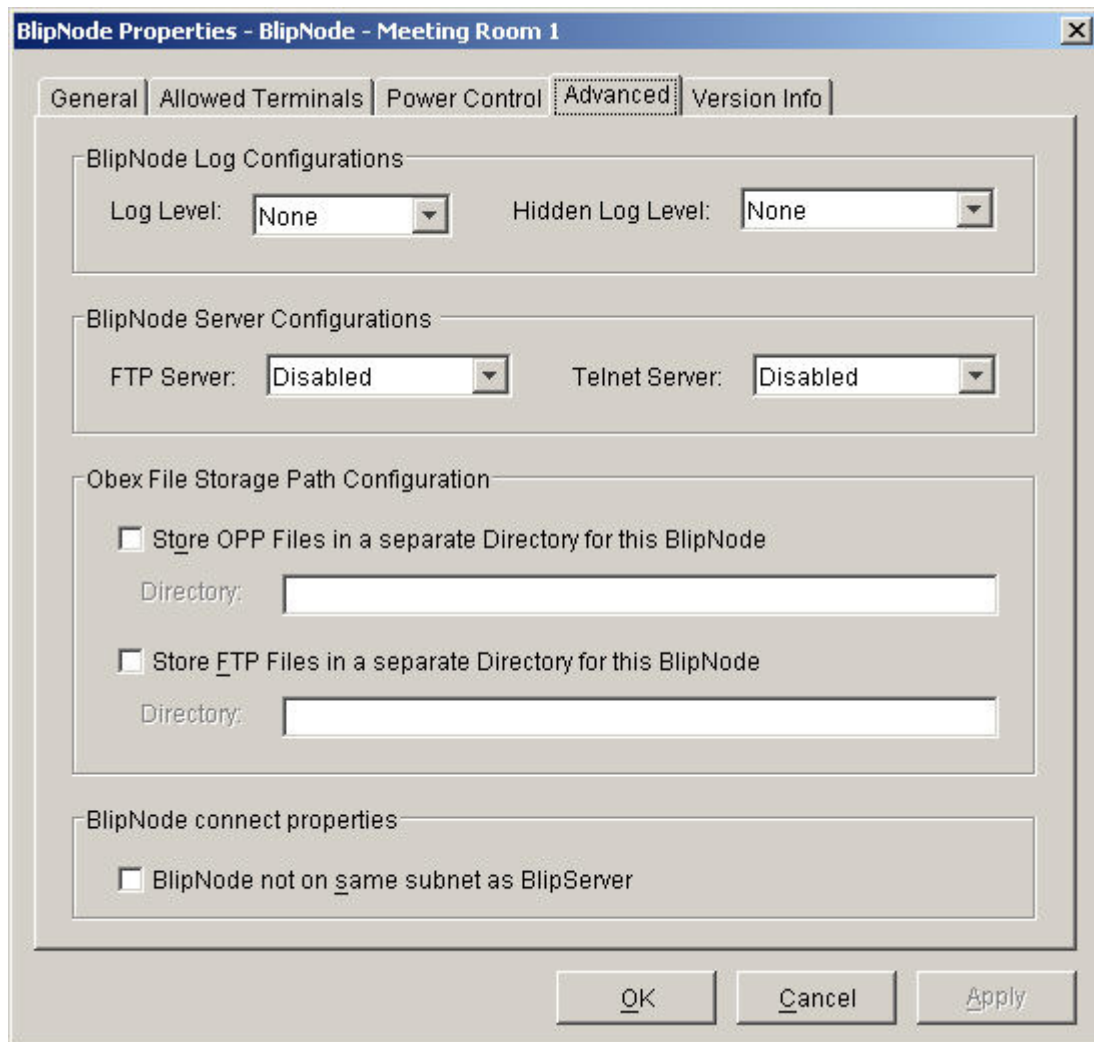 BlipNode Properties - BlipNode - Meeting Room 1
General Allowed Terminals Power Control Advanced Version Info
BlipNode Log Configurations
Log Level: None Hidden Log Level: None
BlipNode Server Configurations
FTP Server: Disabled Telnet Server: Disabled
Obex File Storage Path Configuration
Store OPP Files in a separate Directory for this BlipNode
Directory:
Store FTP Files in a separate Directory for this BlipNode
Directory:
BlipNode connect properties
BlipNode not on same subnet as BlipServer
OK Cancel Apply